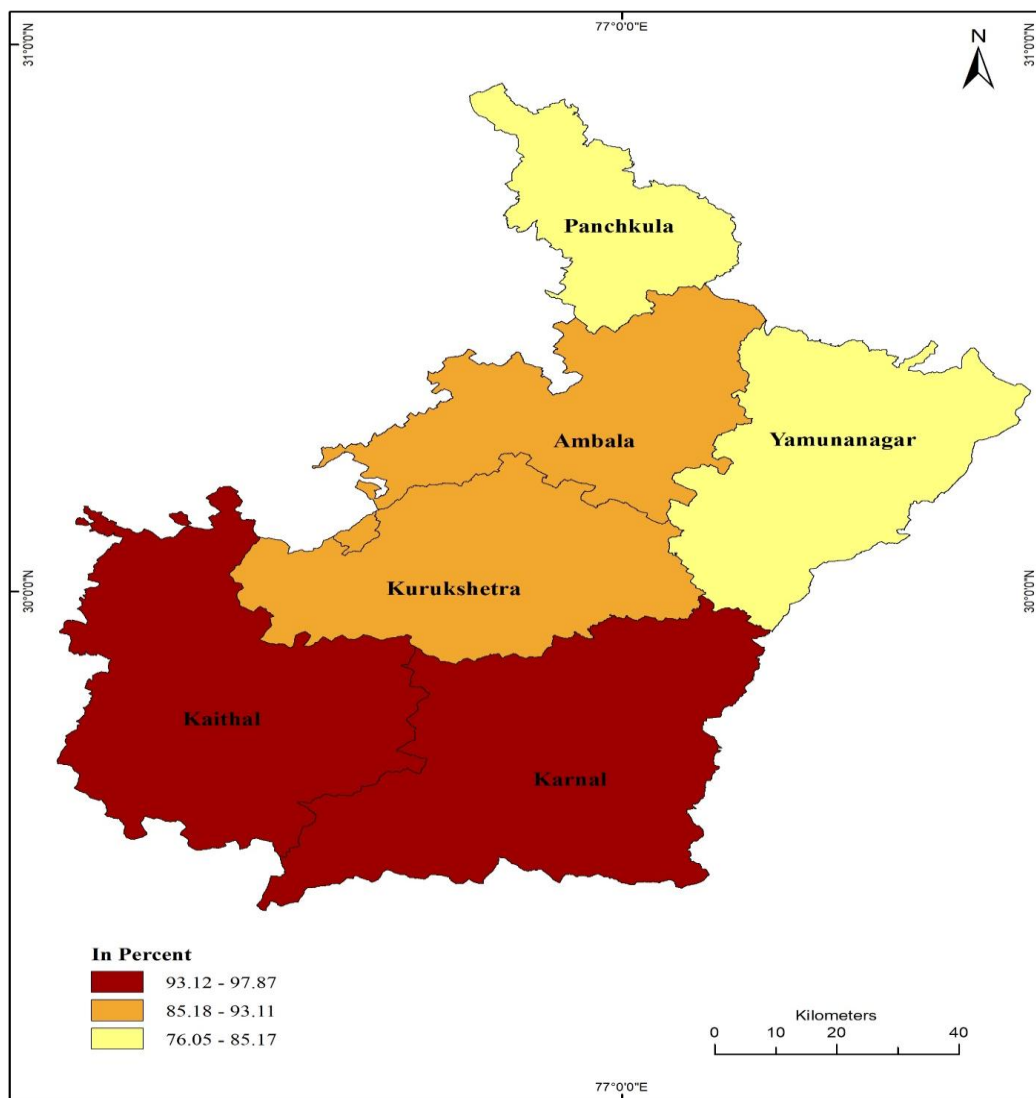 77°0'0"E
31°0'0"N
31°0'0"N
N
Panchkula
Ambala
Yamunanagar
Kurukshetra
30°0'0"N
30°0'0"N
Kaithal
Karnal
In Percent
93.12 - 97.87
85.18 - 93.11
76.05 - 85.17
Kilometers
0 10 20 40
77°0'0"E